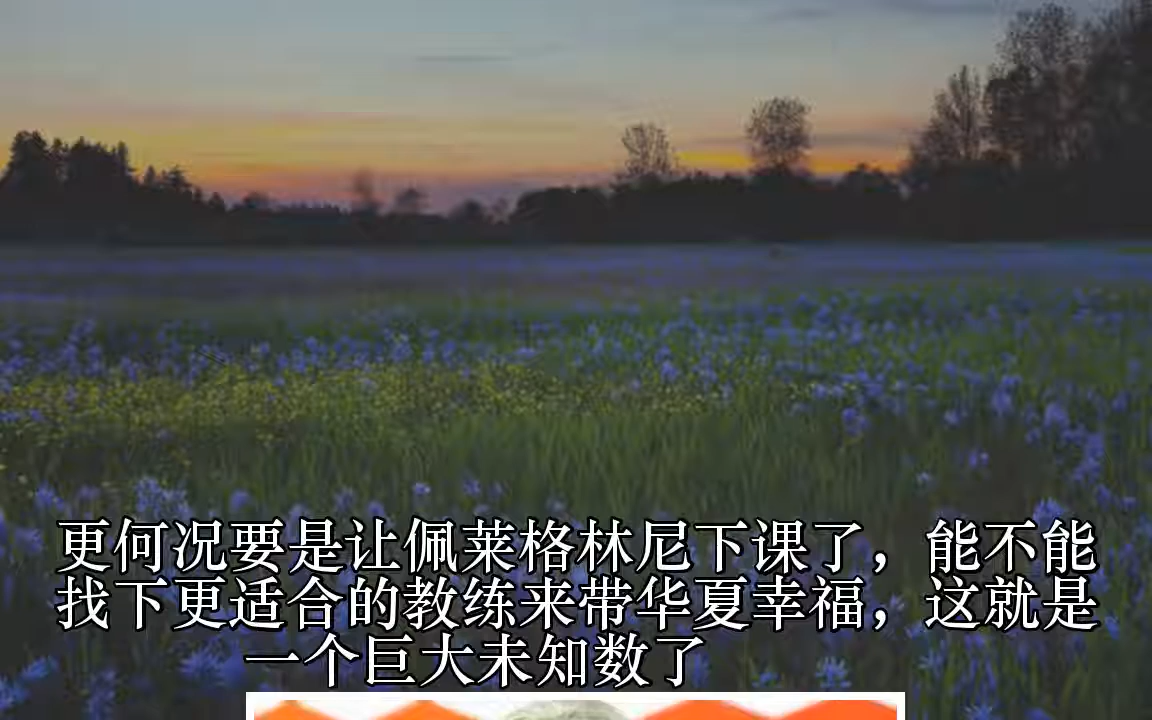 更何况要是让佩莱格林尼下课了，能不能
找下更适合的教练来带华夏幸福，这就是
一个巨大未知数了